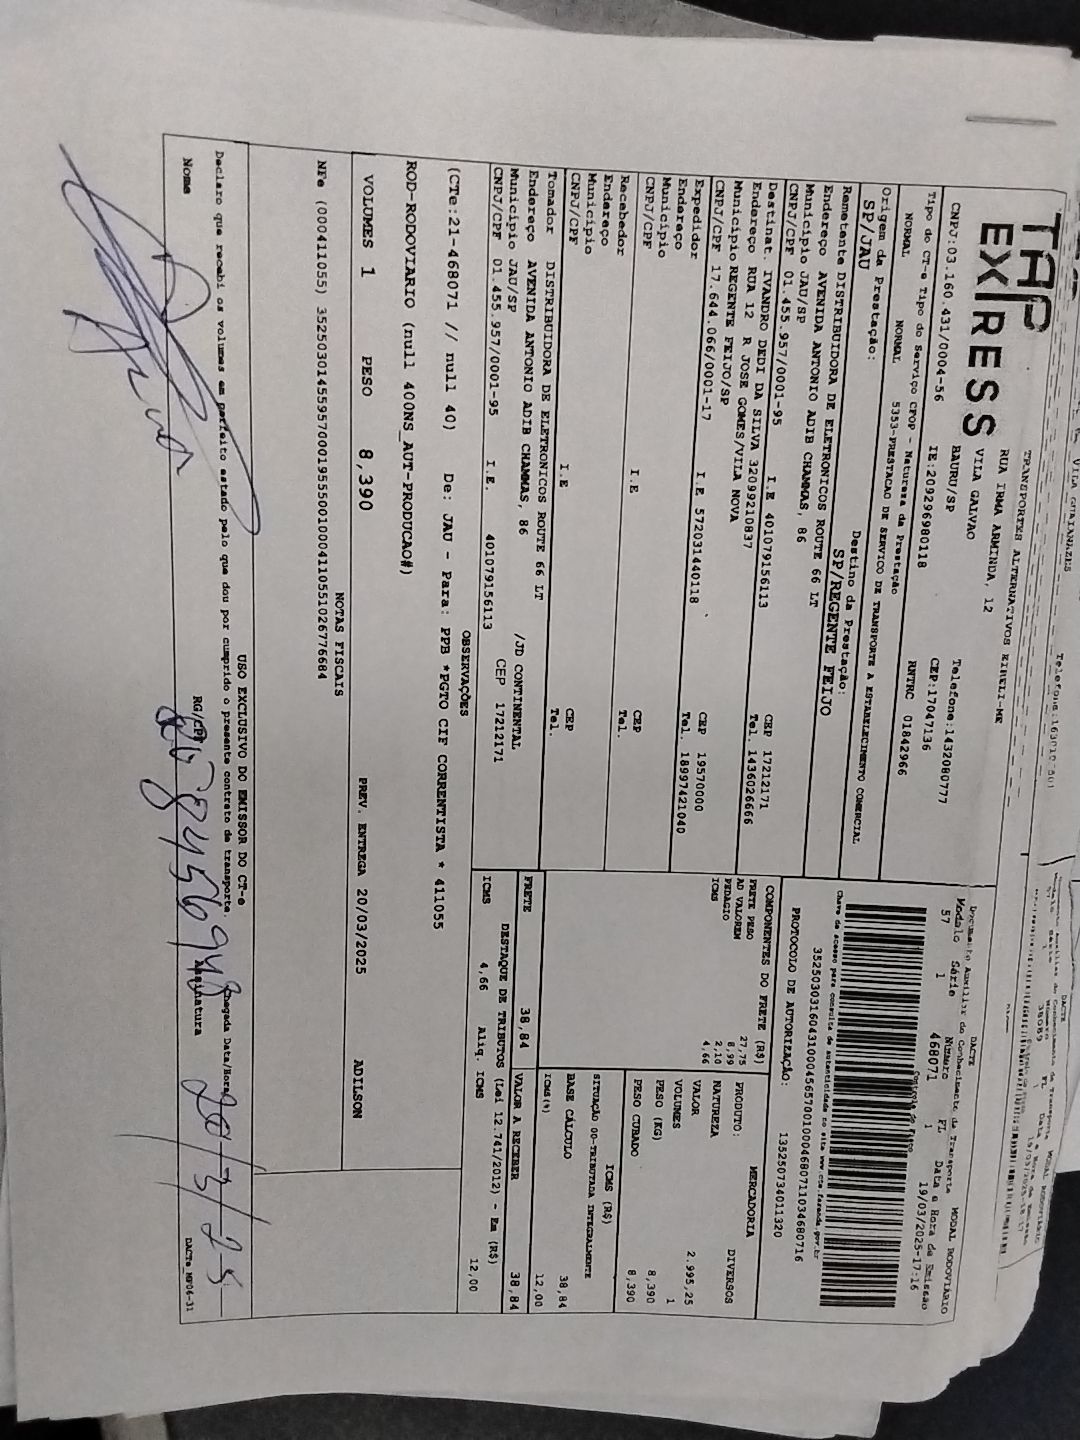 TRANSPORTES ALTERNATIVOS EIRELI-ME
TAP
EXPRESS
RUA IRMA ARMINDA, 12
VILA GALVAO
BAURU/SP
Telefone:1432080777
CEP:17047136
CNPJ:03.160.431/0004-56
IE:209296980118
RNTRC 01842966
Tipo do CT-e Tipo do Serviço CFOP - Natureza da Prestação
NORMAL NORMAL 5353-PRESTACAO DE SERVICO DE TRANSPORTE A ESTABELECIMENTO COMERCIAL
Origem da Prestação: Destino da Prestação:
SP/JAU SP/REGENTE FEIJO
DACTE
Documento Auxiliar do Conhecimento de Transporte MODAL RODOVIÁRIO
Modelo Série Número FL Data e Hora de Emissão
57 1 468071 1 19/03/2025-17:16
Controle do Fisco
Chave de acesso para consulta de autenticidade no site www.cte.fazenda.gov.br
35250303160431000456570010004680711034680716
PROTOCOLO DE AUTORIZAÇÃO: 135250734011320
Remetente DISTRIBUIDORA DE ELETRONICOS ROUTE 66 LT
Endereço AVENIDA ANTONIO ADIB CHAMMAS, 86
Município JAU/SP CEP 17212171
CNPJ/CPF 01.455.957/0001-95 I.E 401079156113 Tel. 1436026666
Destinat. IVANDRO DEDI DA SILVA 32099210837
Endereço RUA 12 R JOSE GOMES/VILA NOVA
Município REGENTE FEIJO/SP CEP 19570000
CNPJ/CPF 17.644.066/0001-17 I.E 572031440118 Tel. 18997421040
Expedidor
Endereço
Município CEP
CNPJ/CPF I.E Tel.
Recebedor
Endereço
Município CEP
CNPJ/CPF I.E Tel.
Tomador DISTRIBUIDORA DE ELETRONICOS ROUTE 66 LT
Endereço AVENIDA ANTONIO ADIB CHAMMAS, 86 /JD CONTINENTAL
Município JAU/SP CEP 17212171
CNPJ/CPF 01.455.957/0001-95 I.E. 401079156113
COMPONENTES DO FRETE (R$)
FRETE PESO 27,75
AD VALOREM 8,99
PEDAGIO 2,10
ICMS 4,66
MERCADORIA
PRODUTO: DIVERSOS
NATUREZA
VALOR 2.995,25
VOLUMES 1
PESO (KG) 8,390
PESO CUBADO 8,390
ICMS (R$)
SITUAÇÃO 00-TRIBUTADA INTEGRALMENTE
BASE CÁLCULO 38,84
ICMS(%) 12,00
FRETE 38,84 VALOR A RECEBER 38,84
DESTAQUE DE TRIBUTOS (Lei 12.741/2012) - Em (R$)
ICMS 4,66 Aliq. ICMS 12,00
OBSERVAÇÕES
(CTe:21-468071 // null 40) De: JAU - Para: PPB *PGTO CIF CORRENTISTA * 411055
ROD-RODOVIARIO (null 400NS_AUT-PRODUCAO#)
VOLUMES 1 PESO 8,390 PREV. ENTREGA 20/03/2025 ADILSON
NOTAS FISCAIS
NFe (000411055) 35250301455957000195550010004110551026776684
USO EXCLUSIVO DO EMISSOR DO CT-e
Declaro que recebi os volumes em perfeito estado pelo que dou por cumprido o presente contrato de transporte.
Nome RG/CPF Assinatura Chegada Data/Hora 20/3/25
DACTe_MP06-31